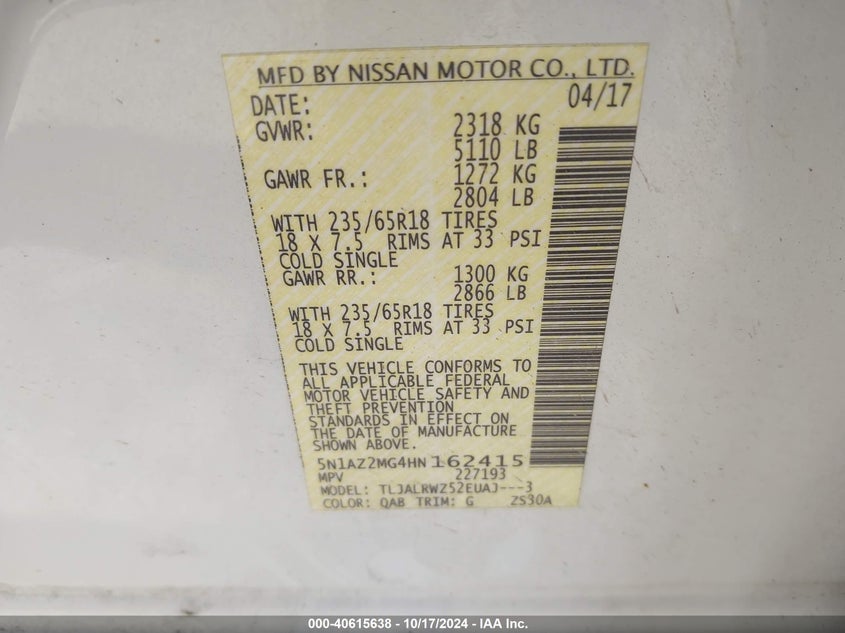 MFD BY NISSAN MOTOR CO., LTD.
DATE: 04/17
GVWR: 2318 KG
5110 LB
GAWR FR.: 1272 KG
2804 LB
WITH 235/65R18 TIRES
18 X 7.5 RIMS AT 33 PSI
COLD SINGLE
GAWR RR.: 1300 KG
2866 LB
WITH 235/65R18 TIRES
18 X 7.5 RIMS AT 33 PSI
COLD SINGLE
THIS VEHICLE CONFORMS TO
ALL APPLICABLE FEDERAL
MOTOR VEHICLE SAFETY AND
THEFT PREVENTION
STANDARDS IN EFFECT ON
THE DATE OF MANUFACTURE
SHOWN ABOVE.
5N1AZ2MG4HN162415
MPV 227193
MODEL: TLJALRWZ52EUAJ---3
COLOR: QAB TRIM: G ZS30A
000-40615638 - 10/17/2024 - IAA Inc.